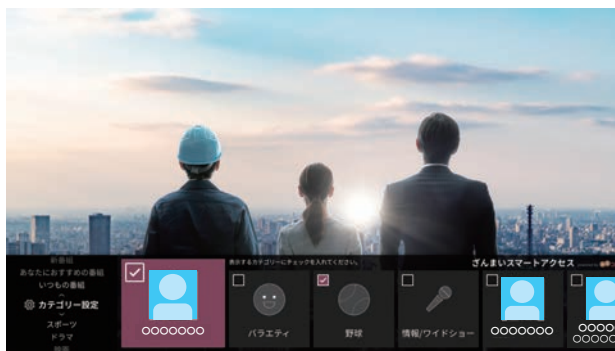 新番組
あなたにおすすめの番組
いつもの番組
カテゴリー設定
スポーツ
ドラマ
映画
表示するカテゴリーにチェックを入れてください。
ざんまいスマートアクセス
○○○○○○○
バラエティ
野球
情報/ワイドショー
○○○○○○○